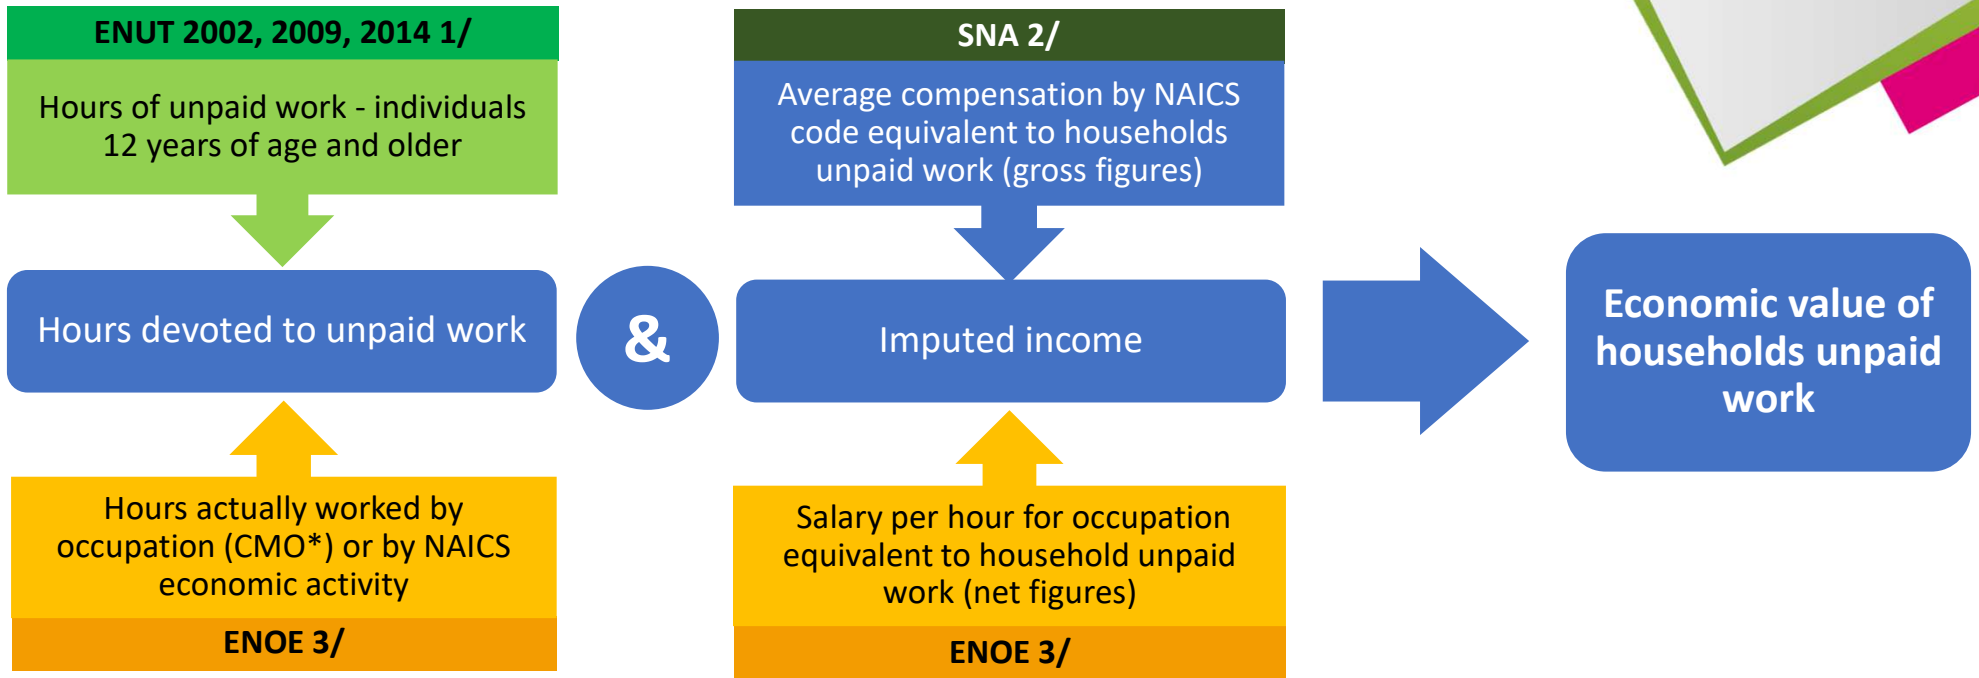 ENUT 2002, 2009, 2014 1/
Hours of unpaid work - individuals
12 years of age and older
Hours devoted to unpaid work
Hours actually worked by
occupation (CMO*) or by NAICS
economic activity
ENOE 3/
&
SNA 2/
Average compensation by NAICS
code equivalent to households
unpaid work (gross figures)
Imputed income
Salary per hour for occupation
equivalent to household unpaid
work (net figures)
ENOE 3/
Economic value of
households unpaid
work